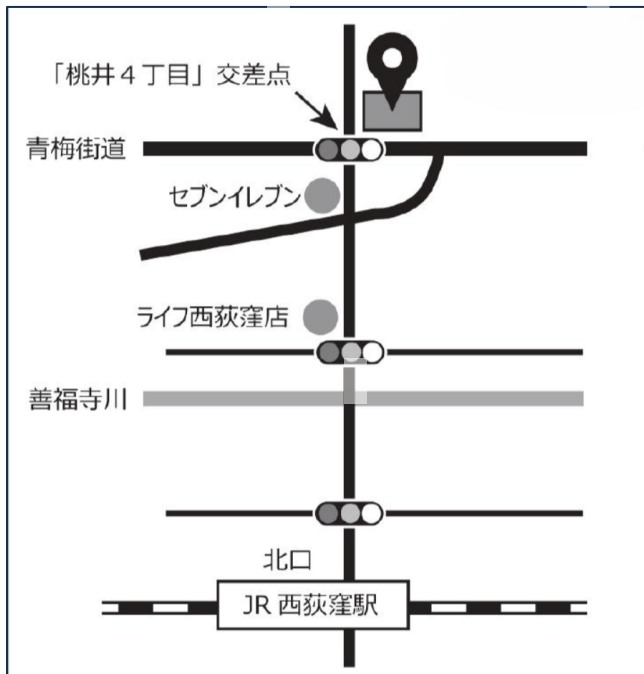 「桃井４丁目」交差点
青梅街道
セブンイレブン
ライフ西荻窪店
善福寺川
北口
JR 西荻窪駅